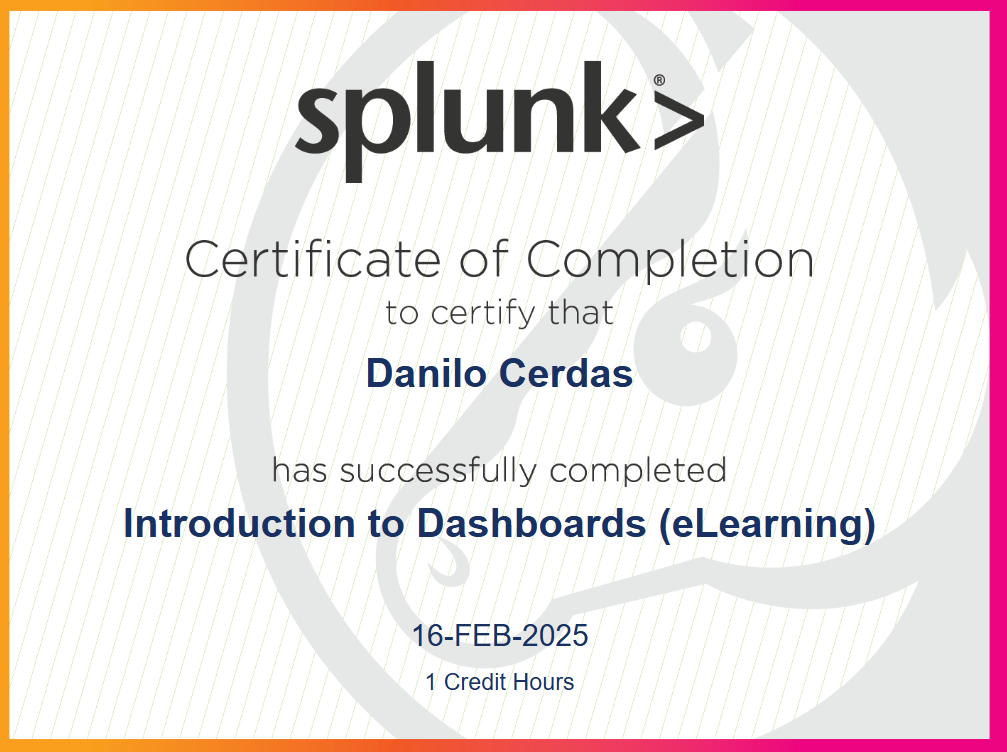 splunk>®
Certificate of Completion
to certify that
Danilo Cerdas
has successfully completed
Introduction to Dashboards (eLearning)
16-FEB-2025
1 Credit Hours